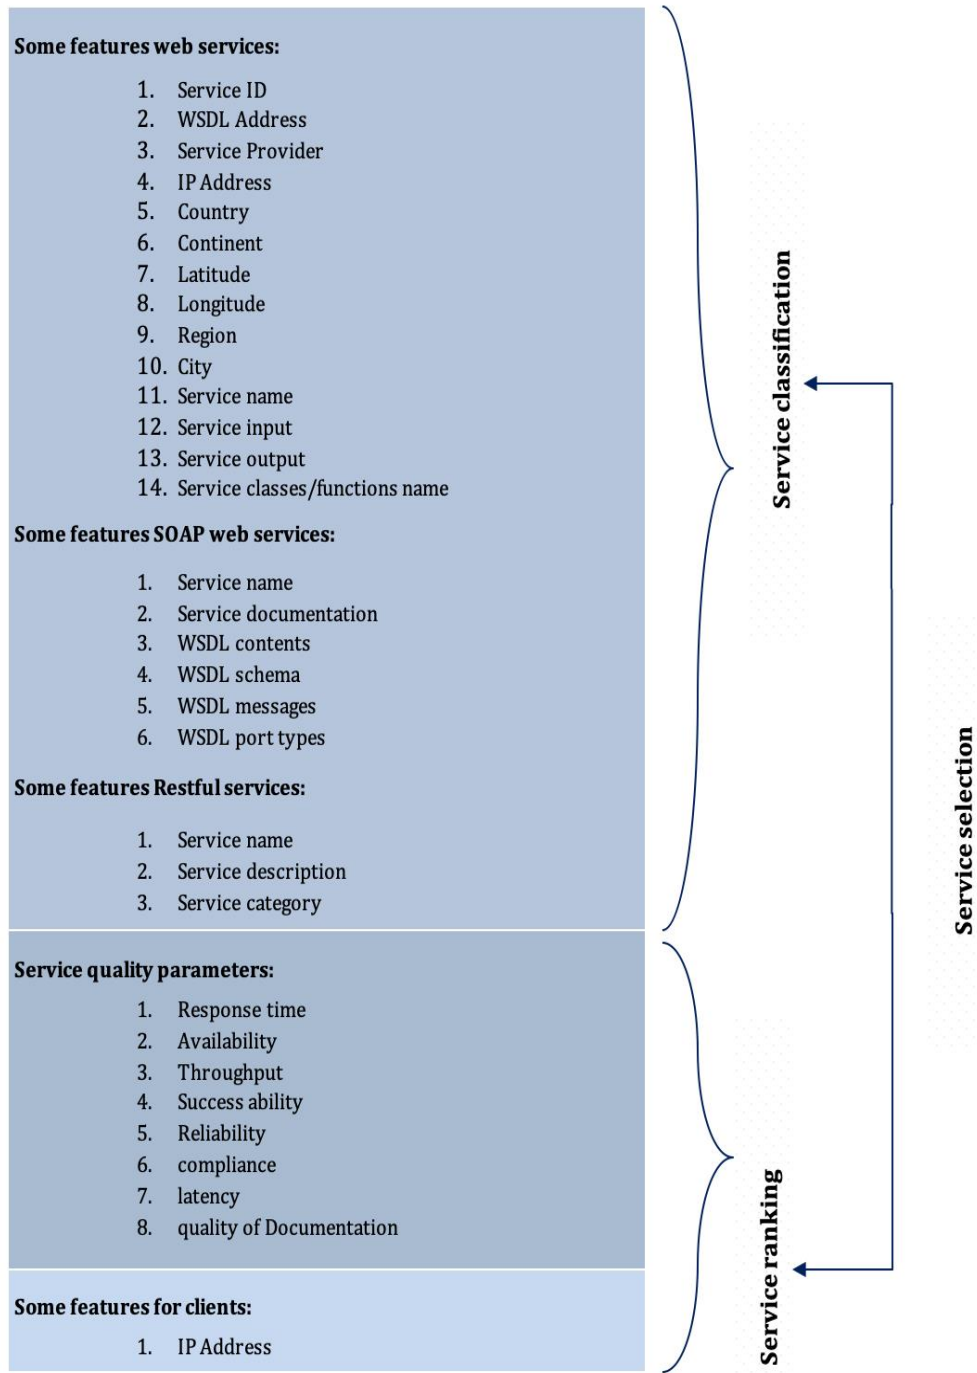 Some features web services:
1. Service ID
2. WSDL Address
3. Service Provider
4. IP Address
5. Country
6. Continent
7. Latitude
8. Longitude
9. Region
10. City
11. Service name
12. Service input
13. Service output
14. Service classes/functions name
Some features SOAP web services:
1. Service name
2. Service documentation
3. WSDL contents
4. WSDL schema
5. WSDL messages
6. WSDL port types
Some features Restful services:
1. Service name
2. Service description
3. Service category
Service quality parameters:
1. Response time
2. Availability
3. Throughput
4. Success ability
5. Reliability
6. compliance
7. latency
8. quality of Documentation
Some features for clients:
1. IP Address
Service classification
Service ranking
Service selection